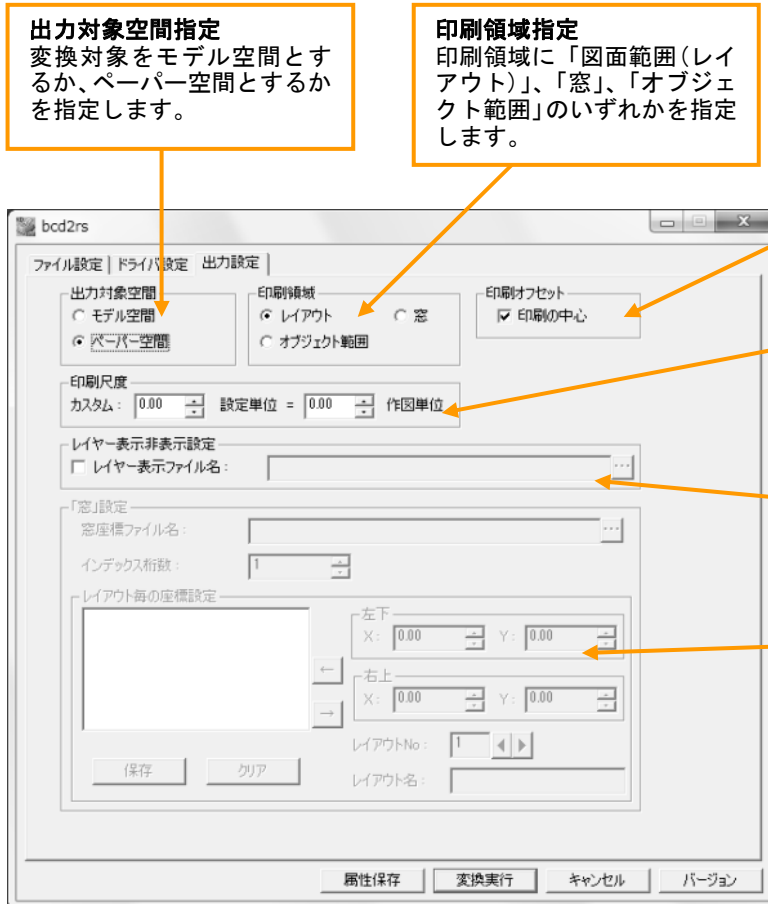 出力対象空間指定
変換対象をモデル空間とす
るか、ペーパー空間とするか
を指定します。
印刷領域指定
印刷領域に「図面範囲(レイ
アウト)」、「窓」、「オブジェ
クト範囲」のいずれかを指定
します。
bcd2rs
ファイル設定 ドライバ設定 出力設定
出力対象空間
モデル空間
ペーパー空間
印刷領域
レイアウト 窓
オブジェクト範囲
印刷オフセット
印刷の中心
印刷尺度
カスタム: 0.00 設定単位 = 0.00 作図単位
レイヤー表示非表示設定
レイヤー表示ファイル名: ...
「窓」設定
窓座標ファイル名: ...
インデックス桁数: 1
レイアウト毎の座標設定
← 
→
保存 クリア
左下
X: 0.00 Y: 0.00
右上
X: 0.00 Y: 0.00
レイアウトNo: 1
レイアウト名:
属性保存 変換実行 キャンセル バージョン